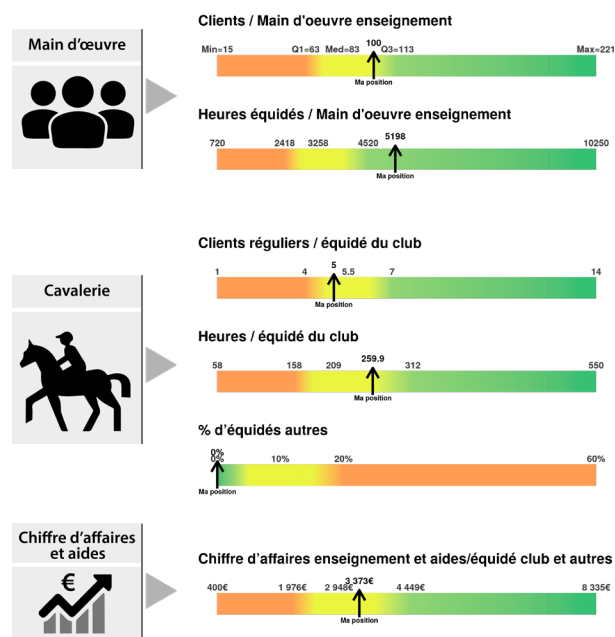 Main d'œuvre
Clients / Main d'oeuvre enseignement
100
Min=15 Q1=63 Med=83 Q3=113 Max=221
Ma position
Heures équidés / Main d'oeuvre enseignement
5198
720 2418 3258 4520 10250
Ma position
Cavalerie
Clients réguliers / équidé du club
5
1 4 5.5 7 14
Ma position
Heures / équidé du club
259.9
58 158 209 312 550
Ma position
% d'équidés autres
0%
0% 10% 20% 60%
Ma position
Chiffre d'affaires
et aides
€
Chiffre d'affaires enseignement et aides/équidé club et autres
3 373€
400€ 1 976€ 2 948€ 4 449€ 8 335€
Ma position